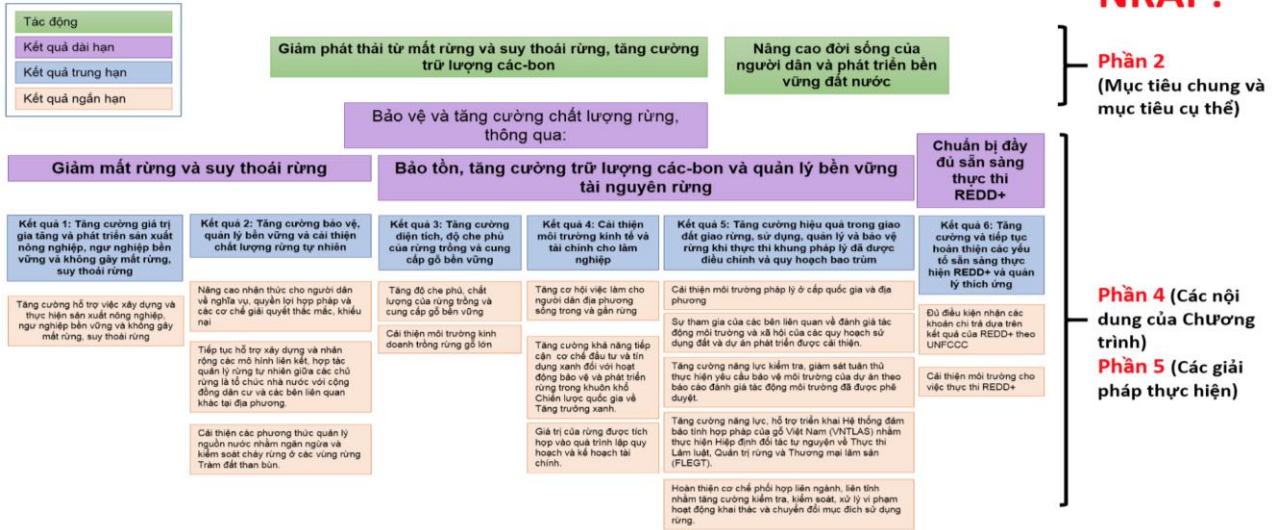 NRAP?
Tác động
Kết quả dài hạn
Kết quả trung hạn
Kết quả ngắn hạn
Giảm phát thải từ mất rừng và suy thoái rừng, tăng cường
trữ lượng các-bon
Nâng cao đời sống của
người dân và phát triển bền
vững đất nước
Phần 2
(Mục tiêu chung và
mục tiêu cụ thể)
Bảo vệ và tăng cường chất lượng rừng,
thông qua:
Giảm mất rừng và suy thoái rừng
Bảo tồn, tăng cường trữ lượng các-bon và quản lý bền vững
tài nguyên rừng
Chuẩn bị đầy
đủ sẵn sàng
thực thi
REDD+
Kết quả 1: Tăng cường giá trị
gia tăng và phát triển sản xuất
nông nghiệp, ngư nghiệp bền
vững và không gây mất rừng,
suy thoái rừng
Tăng cường hỗ trợ việc xây dựng và
thực hiện sản xuất nông nghiệp,
ngư nghiệp bền vững và không gây
mất rừng, suy thoái rừng
Kết quả 2: Tăng cường bảo vệ,
quản lý bền vững và cải thiện
chất lượng rừng tự nhiên
Nâng cao nhận thức cho người dân
về nghĩa vụ, quyền lợi hợp pháp và
các cơ chế giải quyết thắc mắc, khiếu
nại
Tiếp tục hỗ trợ xây dựng và nhân
rộng các mô hình liên kết, hợp tác
quản lý rừng tự nhiên giữa các chủ
rừng là tổ chức nhà nước với cộng
đồng dân cư và các bên liên quan
khác tại địa phương.
Cải thiện các phương thức quản lý
nguồn nước nhằm ngăn ngừa và
kiểm soát cháy rừng ở các vùng rừng
Tràm đất than bùn.
Kết quả 3: Tăng cường
diện tích, độ che phủ
của rừng trồng và cung
cấp gỗ bền vững
Tăng độ che phủ, chất
lượng của rừng trồng và
cung cấp gỗ bền vững
Cải thiện môi trường kinh
doanh trồng rừng gỗ lớn
Kết quả 4: Cải thiện
môi trường kinh tế và
tài chính cho lâm
nghiệp
Tăng cơ hội việc làm cho
người dân địa phương
sống trong và gần rừng
Tăng cường khả năng tiếp
cận cơ chế đầu tư và tín
dụng xanh đối với hoạt
động bảo vệ và phát triển
rừng trong khuôn khổ
Chiến lược quốc gia về
Tăng trưởng xanh.
Giá trị của rừng được tích
hợp vào quá trình lập quy
hoạch và kế hoạch tài
chính.
Kết quả 5: Tăng cường hiệu quả trong giao
đất giao rừng, sử dụng, quản lý và bảo vệ
rừng khi thực thi khung pháp lý đã được
điều chỉnh và quy hoạch bao trùm
Cải thiện môi trường pháp lý ở cấp quốc gia và địa
phương
Sự tham gia của các bên liên quan về đánh giá tác
động môi trường và xã hội của các quy hoạch sử
dụng đất và dự án phát triển được cải thiện.
Tăng cường năng lực kiểm tra, giám sát tuân thủ
thực hiện yêu cầu bảo vệ môi trường của dự án theo
báo cáo đánh giá tác động môi trường đã được phê
duyệt.
Tăng cường năng lực, hỗ trợ triển khai Hệ thống đảm
bảo tính hợp pháp của gỗ Việt Nam (VNTLAS) nhằm
thực hiện Hiệp định đối tác tự nguyện về Thực thi
Lâm luật, Quản trị rừng và Thương mại lâm sản
(FLEGT).
Hoàn thiện cơ chế phối hợp liên ngành, liên tỉnh
nhằm tăng cường kiểm tra, kiểm soát, xử lý vi phạm
hoạt động khai thác và chuyển đổi mục đích sử dụng
rừng.
Kết quả 6: Tăng
cường và tiếp tục
hoàn thiện các yếu
tố sẵn sàng thực
hiện REDD+ và quản
lý thích ứng
Đủ điều kiện nhận các
khoản chi trả dựa trên
kết quả của REDD+ theo
UNFCCC
Cải thiện môi trường cho
việc thực thi REDD+
Phần 4 (Các nội
dung của Chương
trình)
Phần 5 (Các giải
pháp thực hiện)